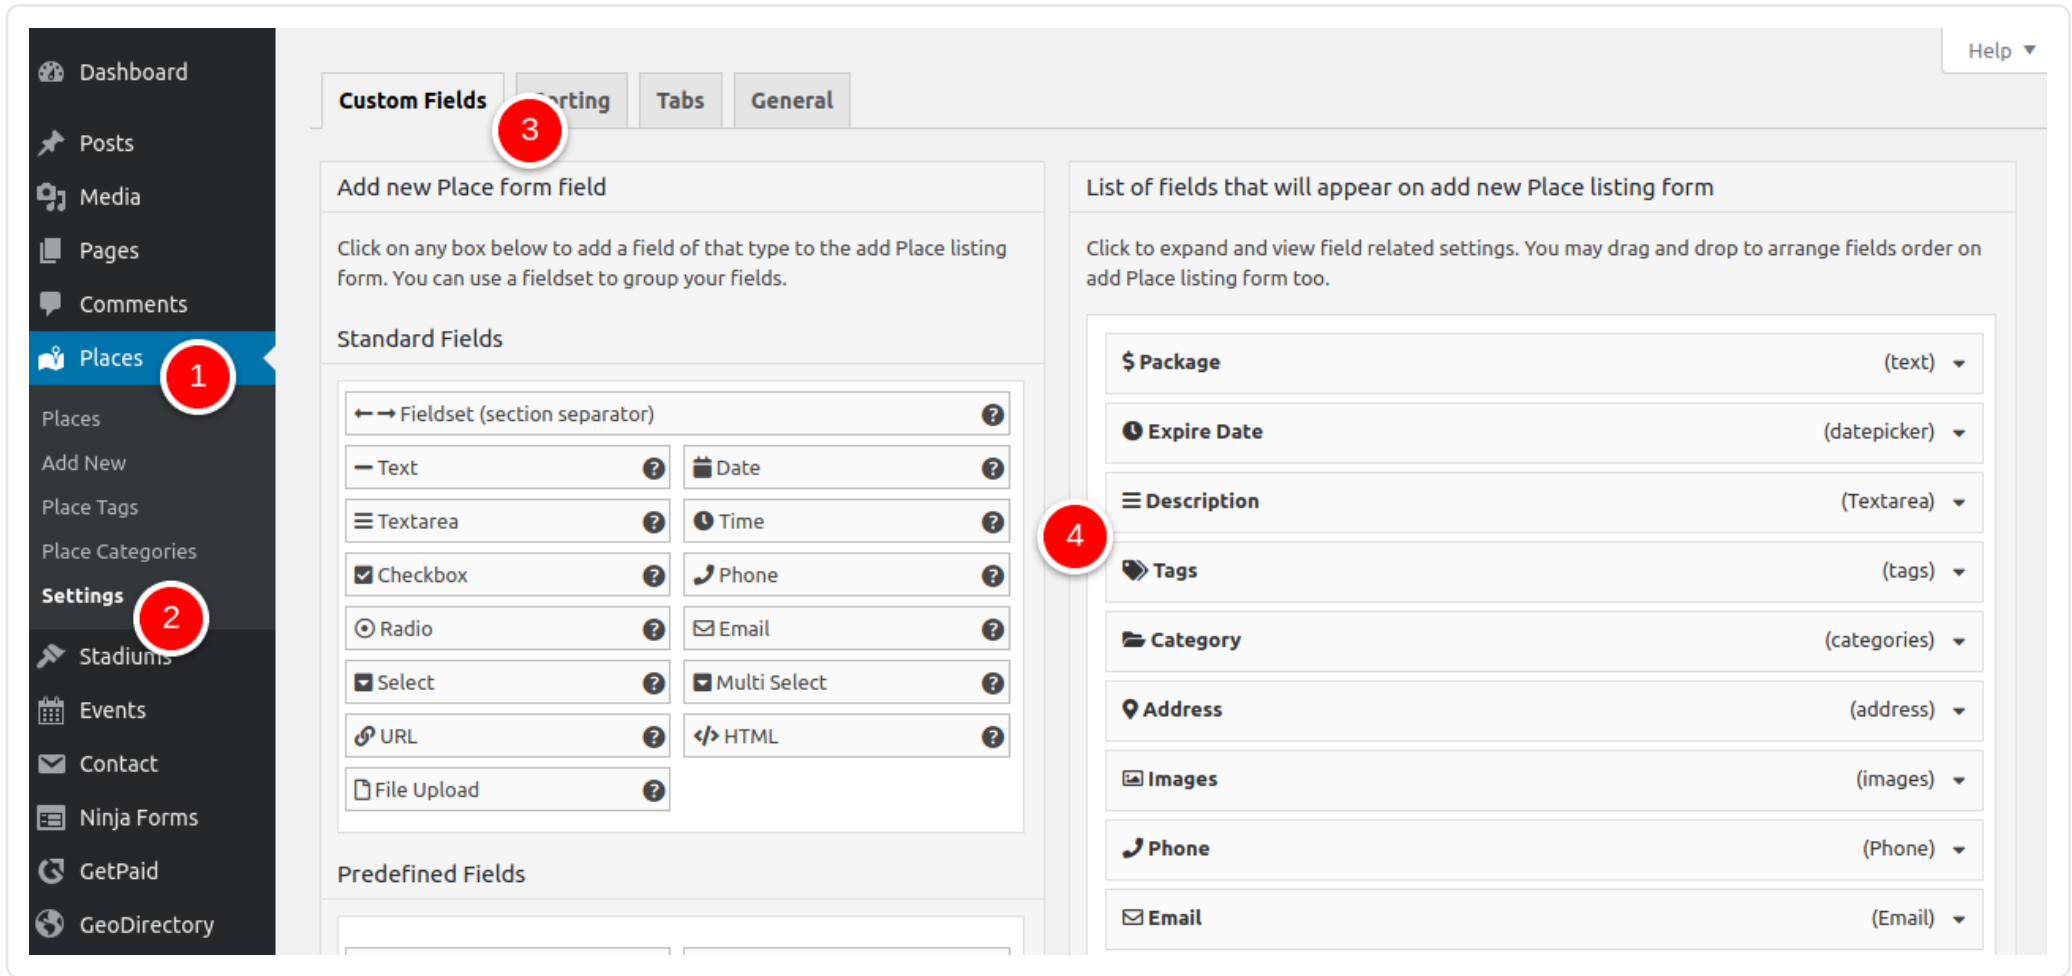 Dashboard
Posts
Media
Pages
Comments
Places
1
Places
Add New
Place Tags
Place Categories
Settings
2
Stadiums
Events
Contact
Ninja Forms
GetPaid
GeoDirectory
Help
Custom Fields
Sorting
Tabs
General
3
Add new Place form field
Click on any box below to add a field of that type to the add Place listing
form. You can use a fieldset to group your fields.
Standard Fields
Fieldset (section separator)
Text
Date
Textarea
Time
Checkbox
Phone
Radio
Email
Select
Multi Select
URL
HTML
File Upload
Predefined Fields
4
List of fields that will appear on add new Place listing form
Click to expand and view field related settings. You may drag and drop to arrange fields order on
add Place listing form too.
Package (text)
Expire Date (datepicker)
Description (Textarea)
Tags (tags)
Category (categories)
Address (address)
Images (images)
Phone (Phone)
Email (Email)